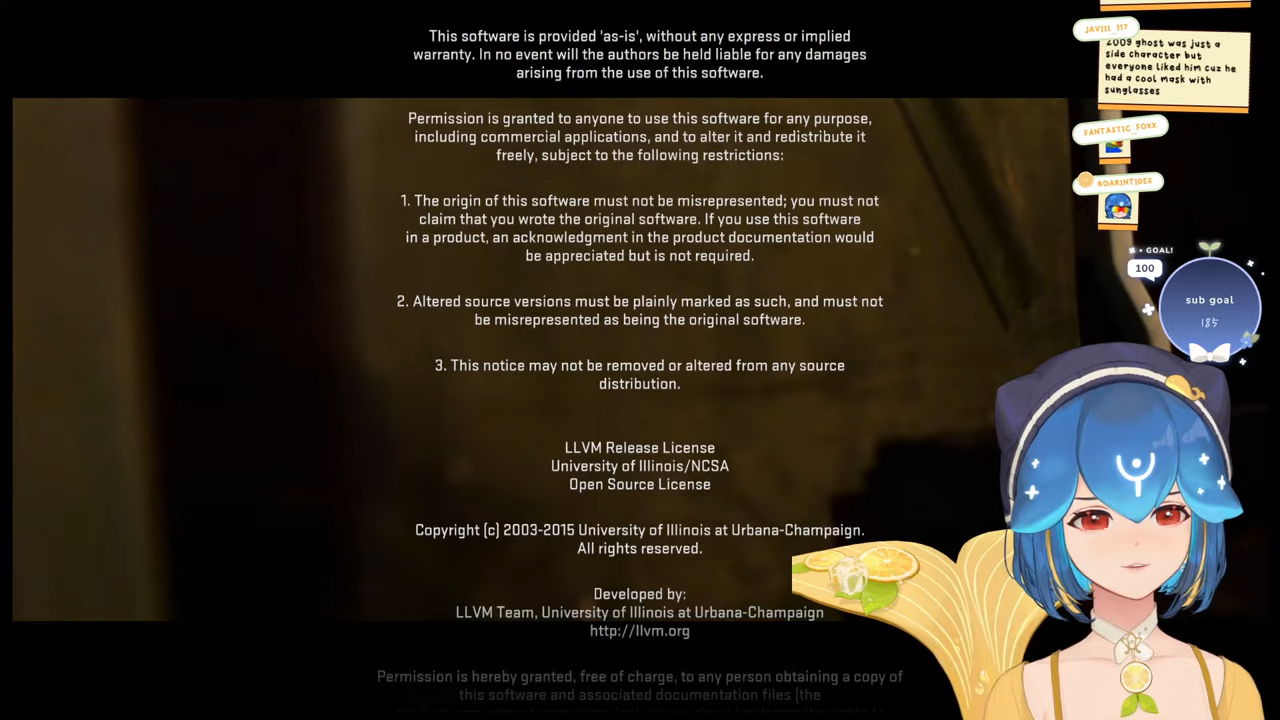 This software is provided 'as-is', without any express or implied
warranty. In no event will the authors be held liable for any damages
arising from the use of this software.
Permission is granted to anyone to use this software for any purpose,
including commercial applications, and to alter it and redistribute it
freely, subject to the following restrictions:
1. The origin of this software must not be misrepresented; you must not
claim that you wrote the original software. If you use this software
in a product, an acknowledgment in the product documentation would
be appreciated but is not required.
2. Altered source versions must be plainly marked as such, and must not
be misrepresented as being the original software.
3. This notice may not be removed or altered from any source
distribution.
LLVM Release License
University of Illinois/NCSA
Open Source License
Copyright (c) 2003-2015 University of Illinois at Urbana-Champaign.
All rights reserved.
Developed by:
LLVM Team, University of Illinois at Urbana-Champaign
http://llvm.org
Permission is hereby granted, free of charge, to any person obtaining a copy of
this software and associated documentation files (the
JAVIII_117
2009 ghost was just a
side character but
everyone liked him cuz he
had a cool mask with
sunglasses
FANTASTIC_FOXX
ROARINTIDES
GOAL!
100
sub goal
185